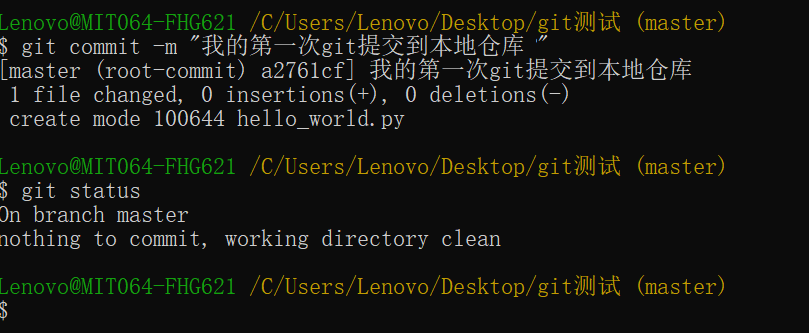 Lenovo@MIT064-FHG621 /C/Users/Lenovo/Desktop/git测试 (master)
$ git commit -m "我的第一次git提交到本地仓库 "
[master (root-commit) a2761cf] 我的第一次git提交到本地仓库
 1 file changed, 0 insertions(+), 0 deletions(-)
 create mode 100644 hello_world.py
Lenovo@MIT064-FHG621 /C/Users/Lenovo/Desktop/git测试 (master)
$ git status
On branch master
nothing to commit, working directory clean
Lenovo@MIT064-FHG621 /C/Users/Lenovo/Desktop/git测试 (master)
$